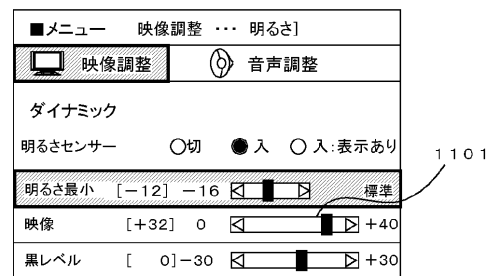 ■メニュー 映像調整 ･･･ 明るさ]
映像調整 音声調整
ダイナミック
明るさセンサー ○切 ●入 ○入:表示あり
1101
明るさ最小 [－12] －16 標準
映像 [＋32] 0 ＋40
黒レベル [ 0]－30 ＋30